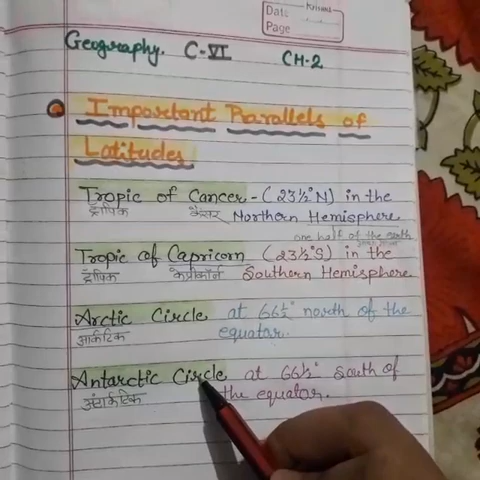 Date
Page
Geography. C-VI CH-2
Important Parallels of
Latitudes
Tropic of Cancer - (23½°N) in the
ट्रॉपिक कैंसर Northern Hemisphere
one half of the earth
Tropic of Capricorn (23½°S) in the
ट्रॉपिक कैप्रीकॉर्न Southern Hemisphere
Arctic Circle at 66½° north of the
आर्कटिक equator.
Antarctic Circle at 66½° South of
अंटार्कटिक the equator.